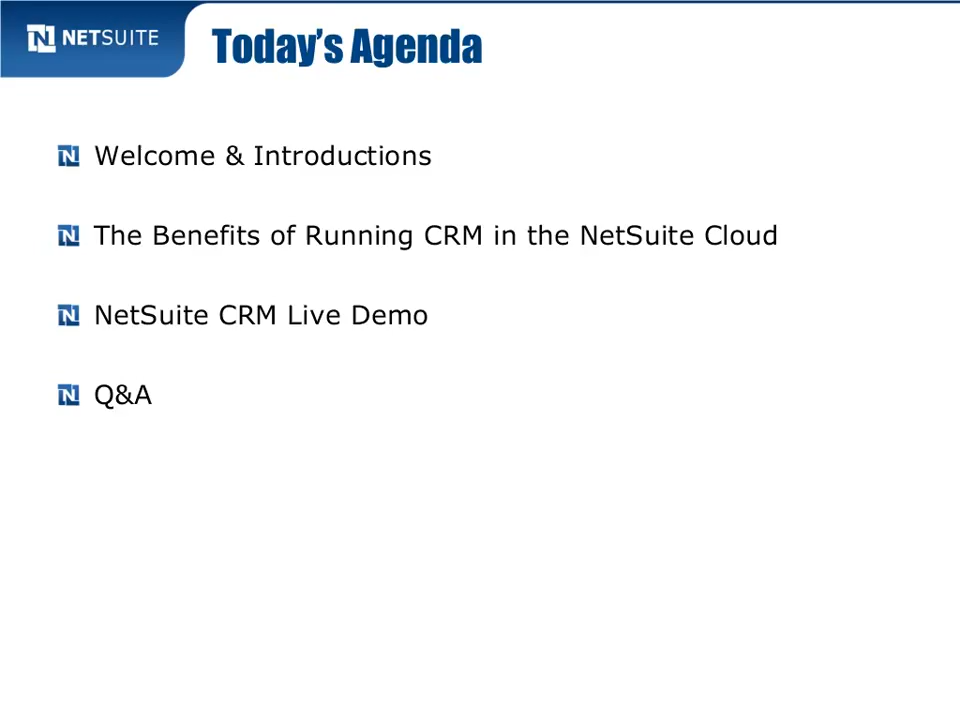 NETSUITE
Today’s Agenda
Welcome & Introductions
The Benefits of Running CRM in the NetSuite Cloud
NetSuite CRM Live Demo
Q&A